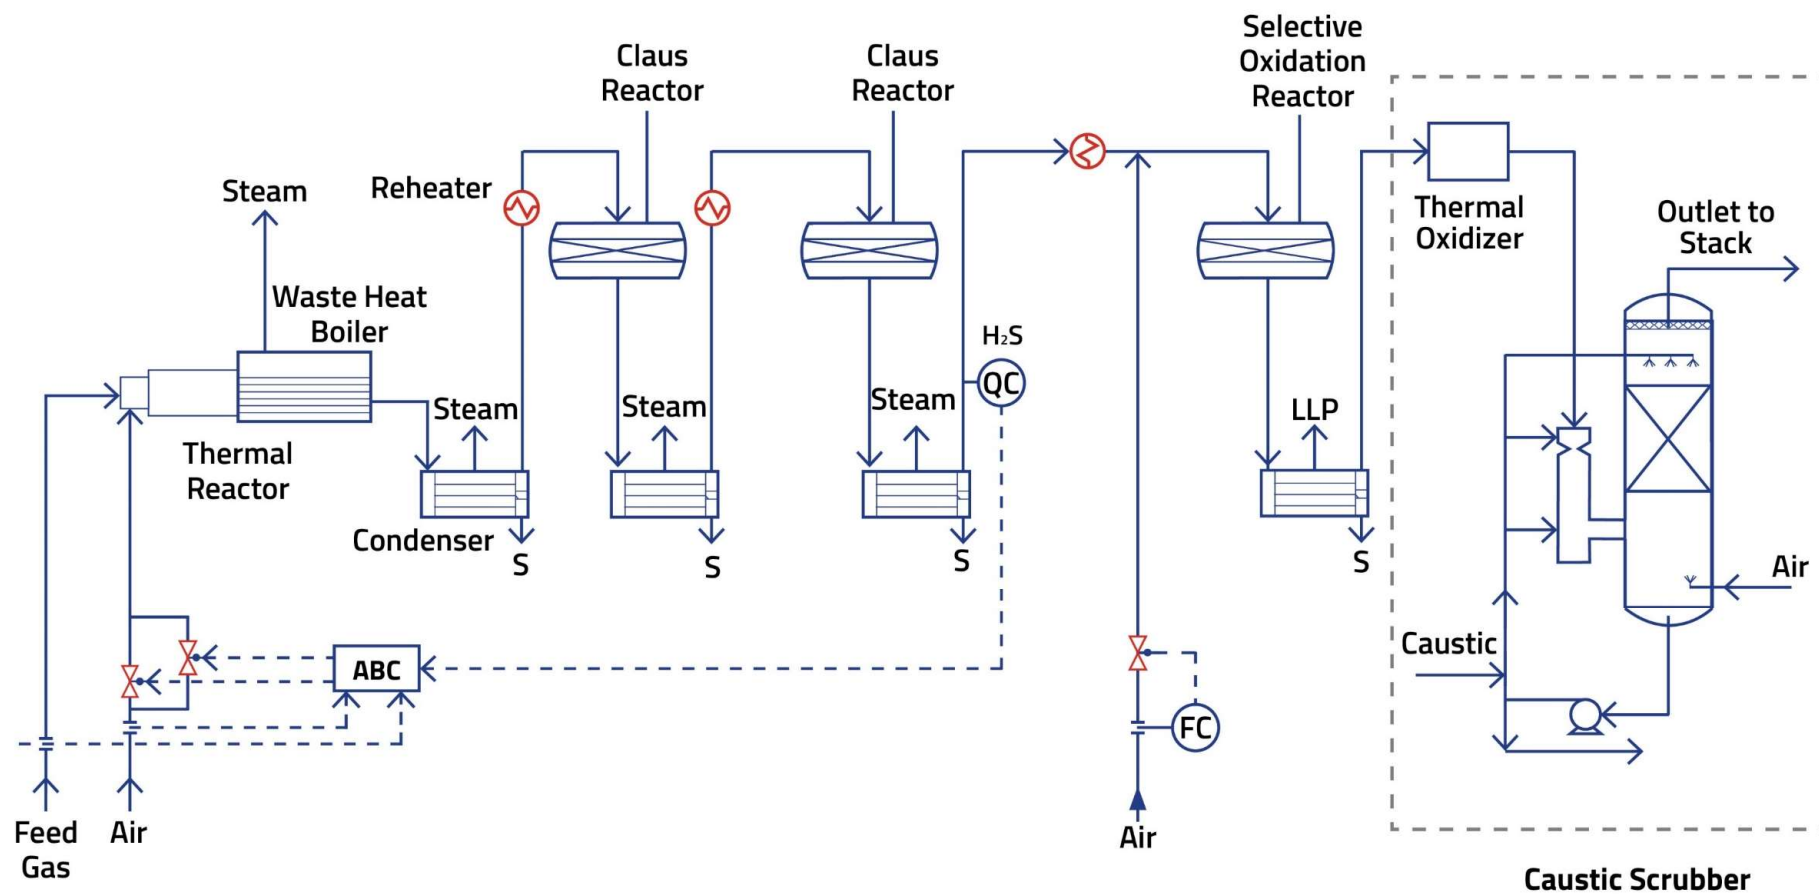 Claus
Reactor
Claus
Reactor
Selective
Oxidation
Reactor
Steam
Reheater
Waste Heat
Boiler
Thermal
Oxidizer
Outlet to
Stack
H₂S
QC
Steam
Steam
Steam
LLP
Thermal
Reactor
Condenser
S
S
S
S
Air
Caustic
ABC
FC
Feed
Gas
Air
Air
Caustic Scrubber